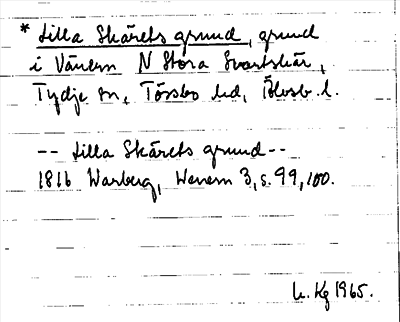 * Lilla Skärets grund, grund
i Vänern N Stora Svartskär,
Tydje sn, Tössbo hd, Älvsb. l.
-- Lilla Skärets grund --
1816 Warberg, Wenern 3, s. 99, 100.
L. Kg 1965.